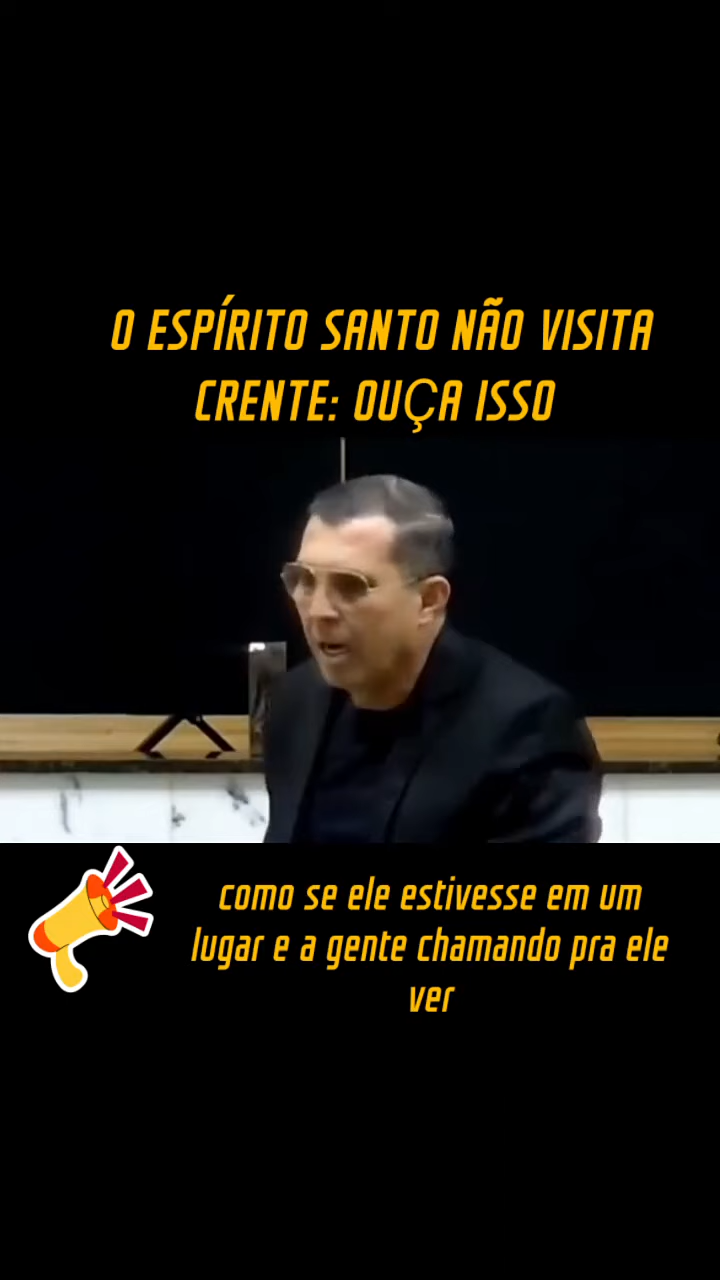 O ESPÍRITO SANTO NÃO VISITA
CRENTE: OUÇA ISSO
como se ele estivesse em um
lugar e a gente chamando pra ele
ver